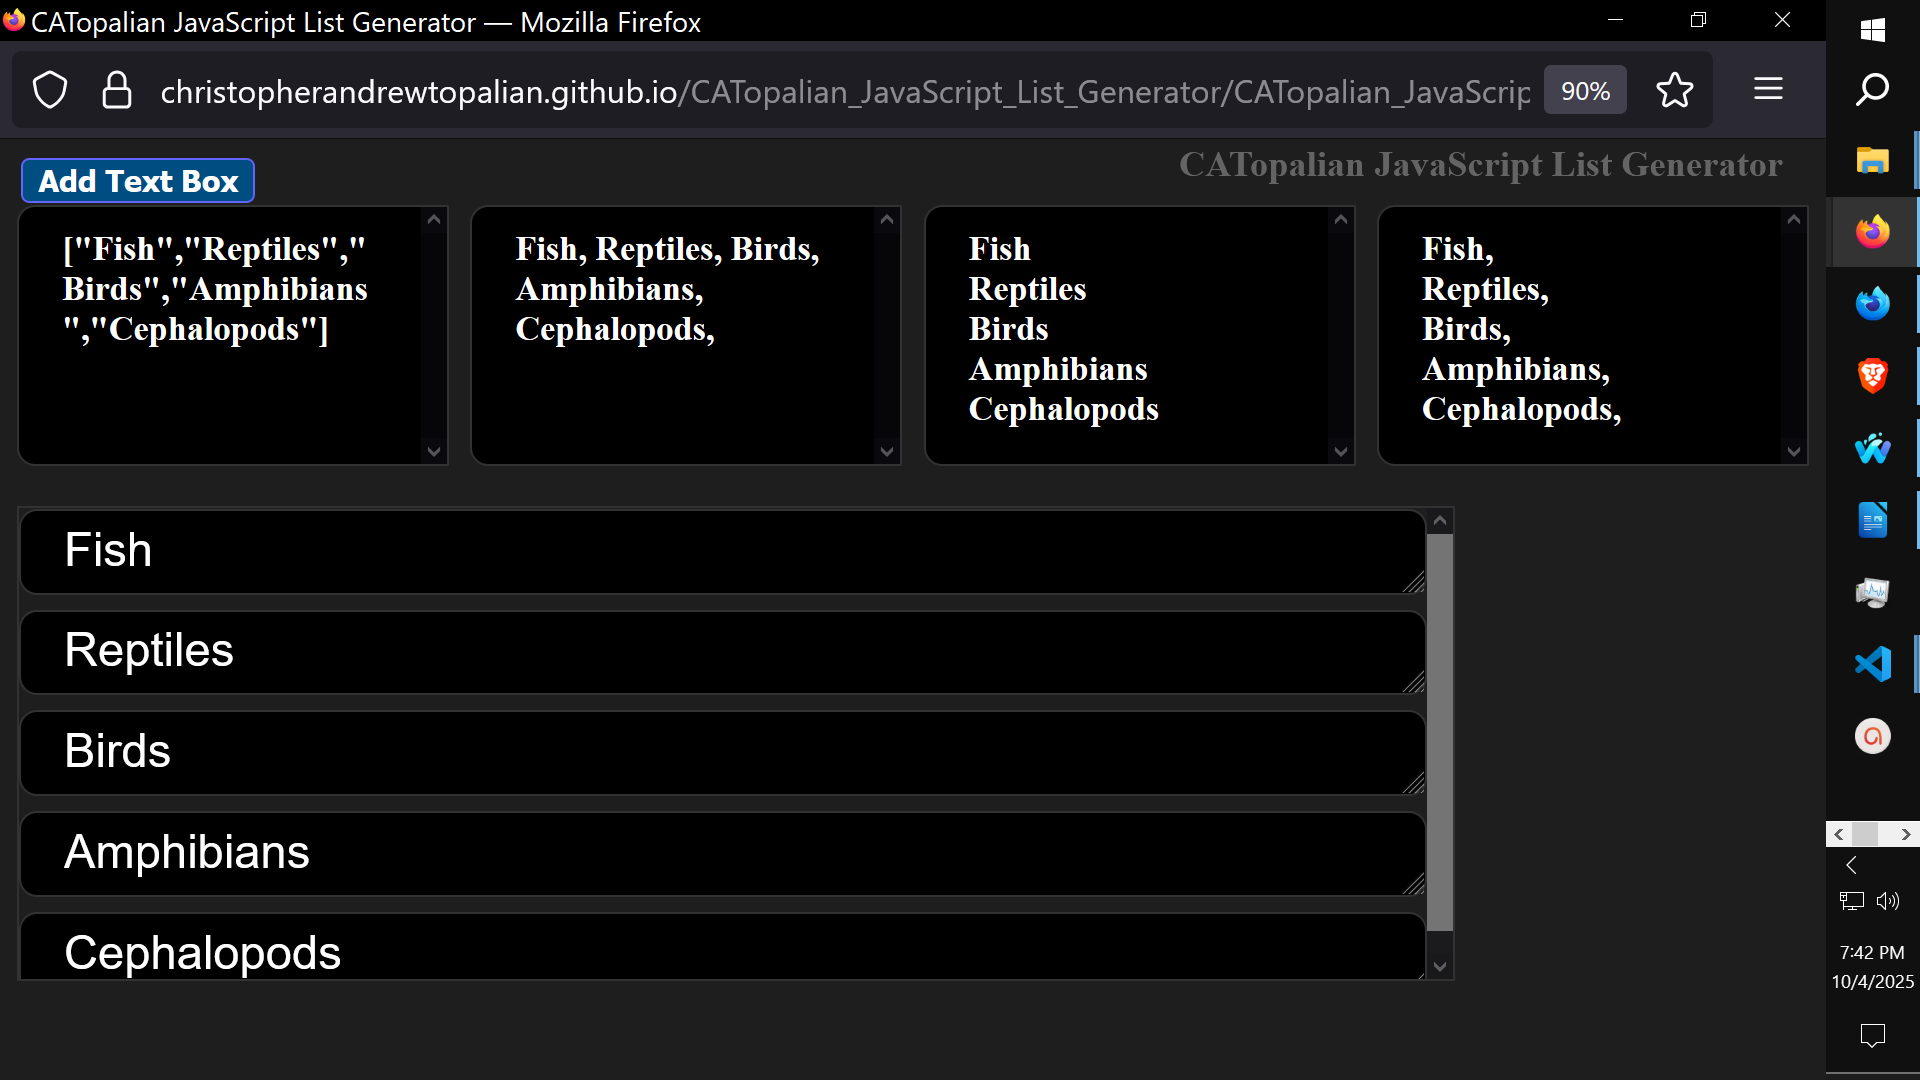 CATopalian JavaScript List Generator — Mozilla Firefox
christopherandrewtopalian.github.io/CATopalian_JavaScript_List_Generator/CATopalian_JavaScrip
90%
Add Text Box
CATopalian JavaScript List Generator
["Fish","Reptiles","
Birds","Amphibians
","Cephalopods"]
Fish, Reptiles, Birds,
Amphibians,
Cephalopods,
Fish
Reptiles
Birds
Amphibians
Cephalopods
Fish,
Reptiles,
Birds,
Amphibians,
Cephalopods,
Fish
Reptiles
Birds
Amphibians
Cephalopods
7:42 PM
10/4/2025